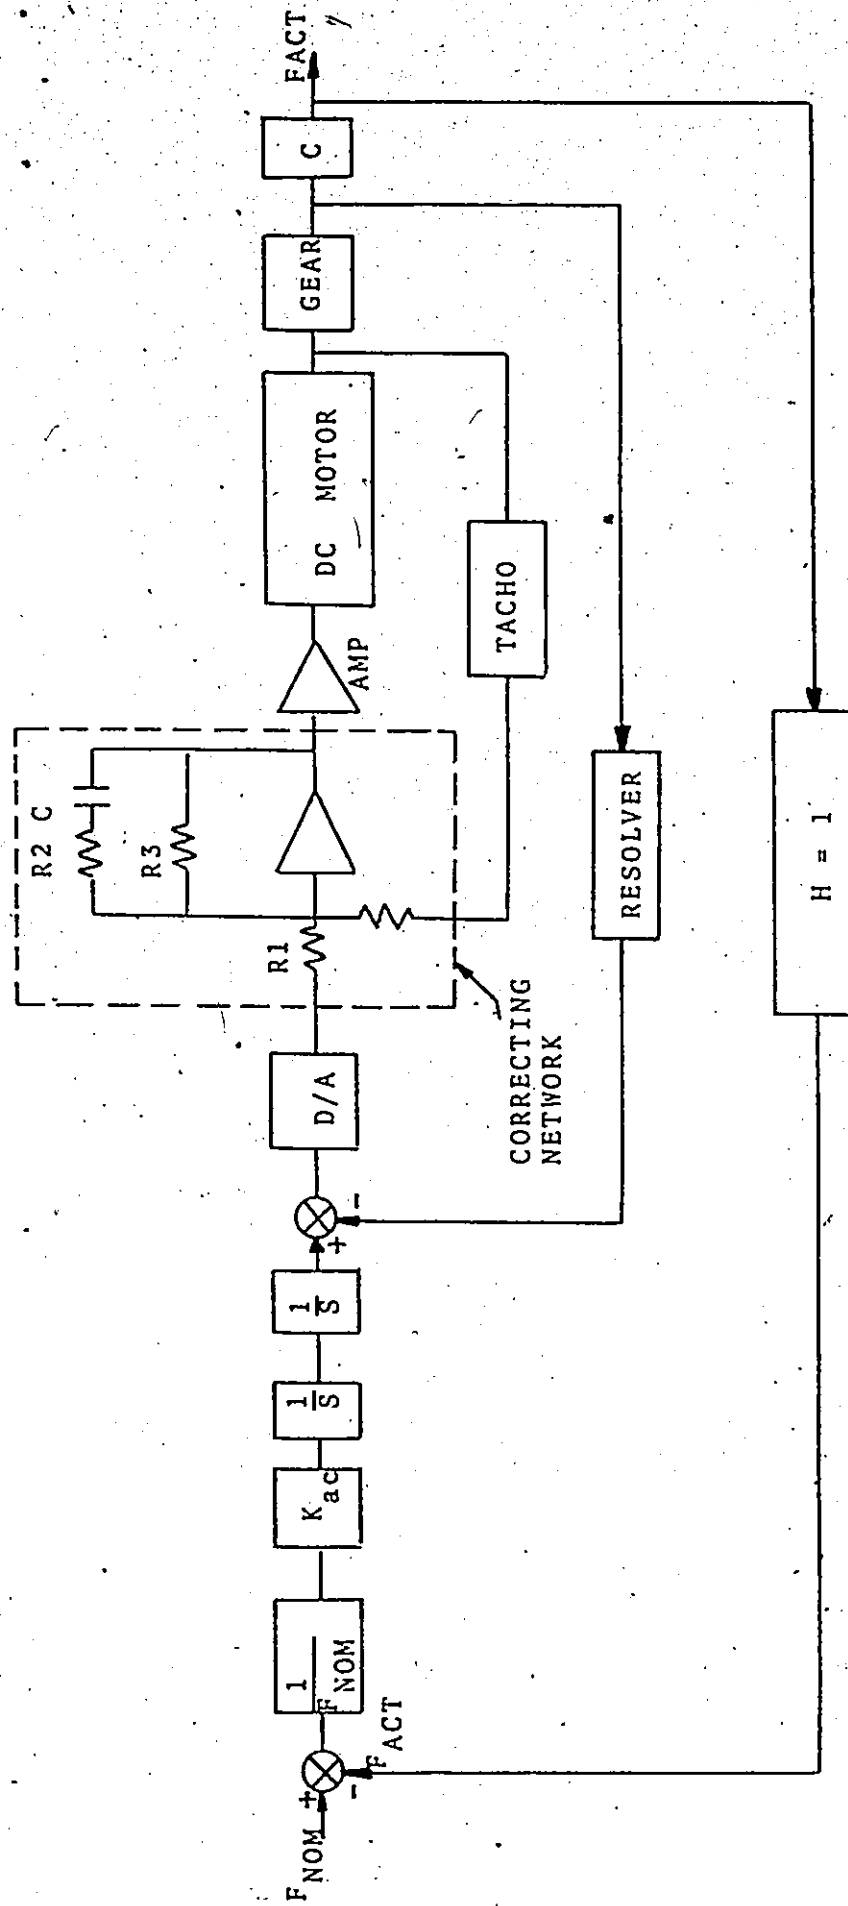 F NOM
+
-
F ACT
1
F NOM
K ac
1
S
1
S
+
-
D/A
CORRECTING
NETWORK
R1
R2 C
R3
AMP
DC MOTOR
TACHO
GEAR
C
FACT
RESOLVER
H = 1